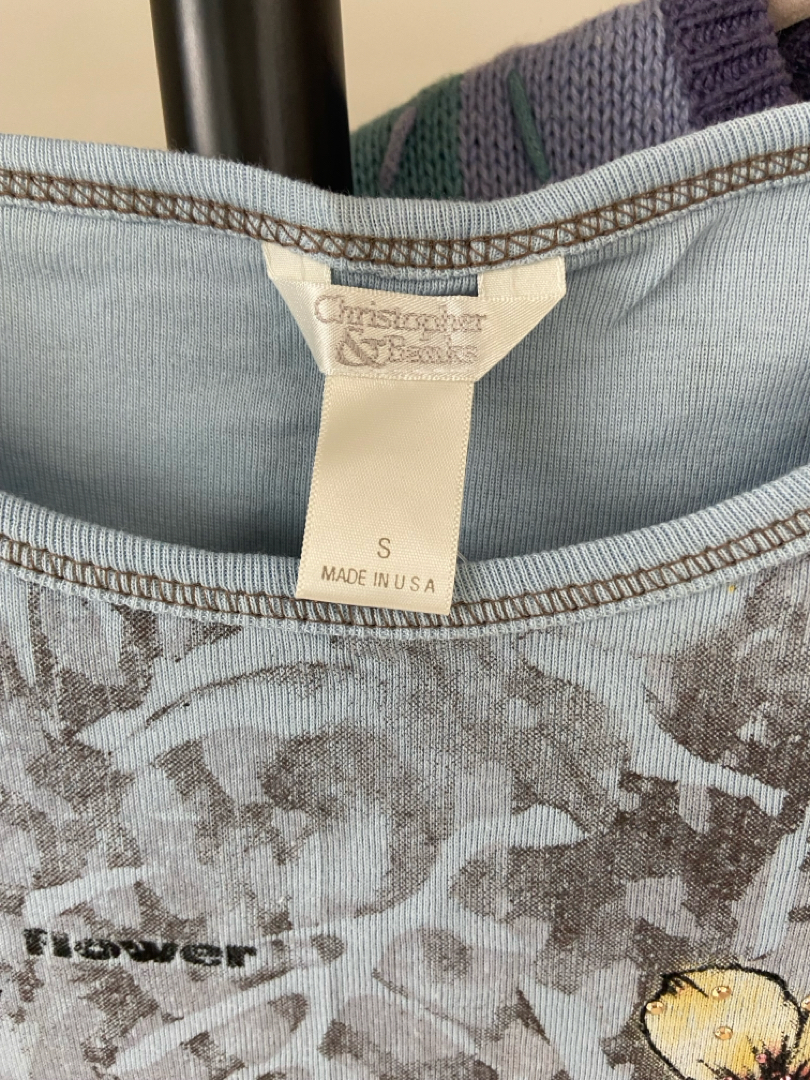 Christopher
& Banks
S
MADE IN U S A
flower